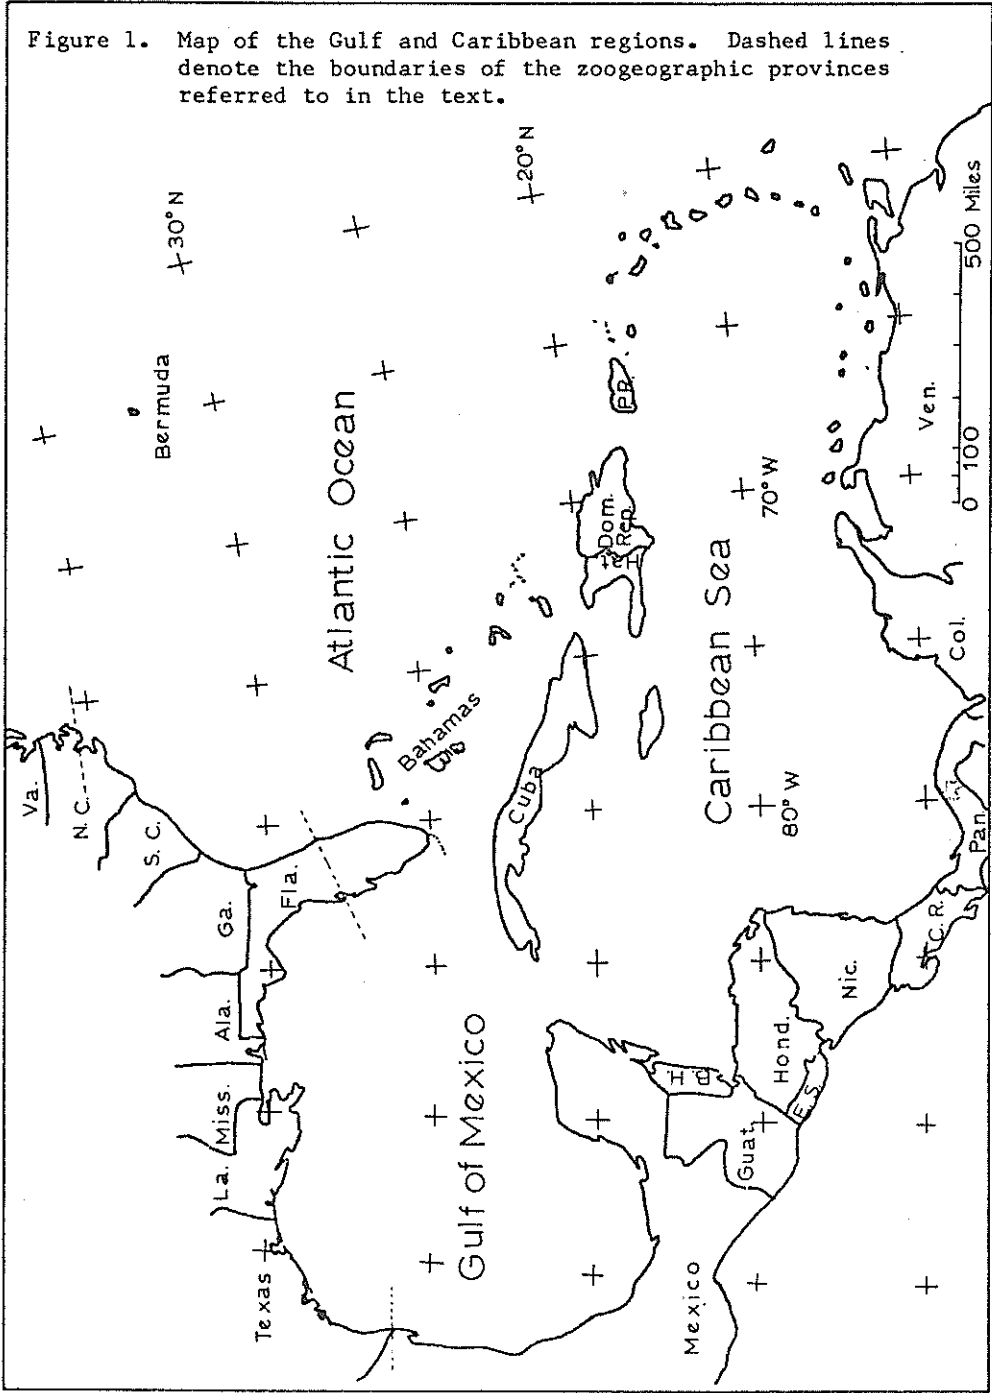 Figure 1. Map of the Gulf and Caribbean regions. Dashed lines
denote the boundaries of the zoogeographic provinces
referred to in the text.
30°N
20°N
Bermuda
Atlantic Ocean
Va.
N.C.
S. C.
Ga.
Fla.
Ala.
Miss.
La.
Texas
Gulf of Mexico
Bahamas
Cuba
Hai.
Dom.
Rep.
P.R.
Caribbean Sea
70°W
80°W
Mexico
Guat.
B.H.
Hond.
E.S.
Nic.
C.R.
Pan.
Col.
Ven.
0 100 500 Miles